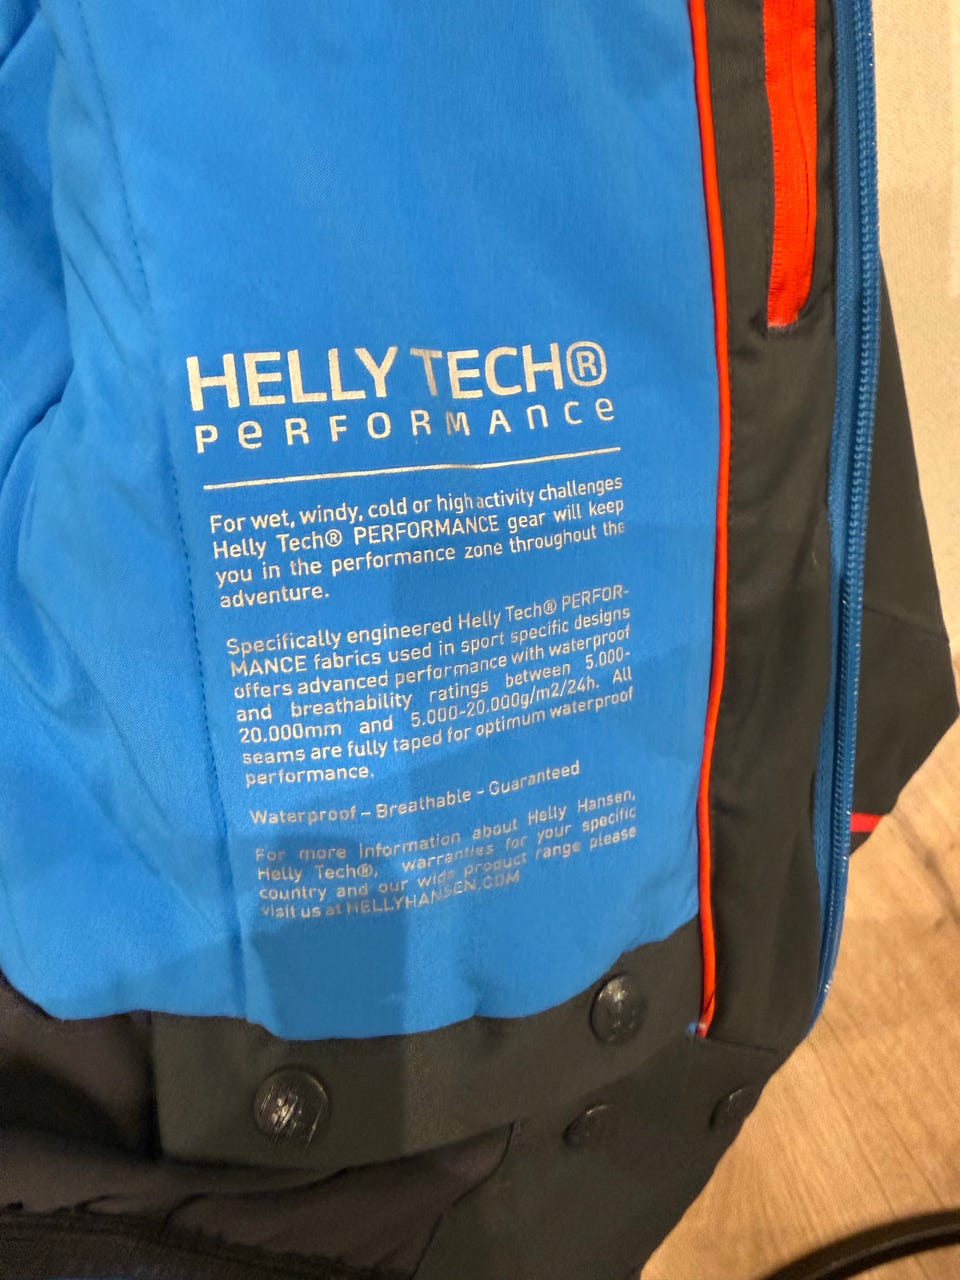 HELLY TECH®
PERFORMANCE
For wet, windy, cold or high activity challenges
Helly Tech® PERFORMANCE gear will keep
you in the performance zone throughout the
adventure.
Specifically engineered Helly Tech® PERFOR-
MANCE fabrics used in sport specific designs
offers advanced performance with waterproof
and breathability ratings between 5.000-
20.000mm and 5.000-20.000g/m2/24h. All
seams are fully taped for optimum waterproof
performance.
Waterproof - Breathable - Guaranteed
For more information about Helly Hansen,
Helly Tech®, warranties for your specific
country and our wide product range please
visit us at HELLYHANSEN.COM